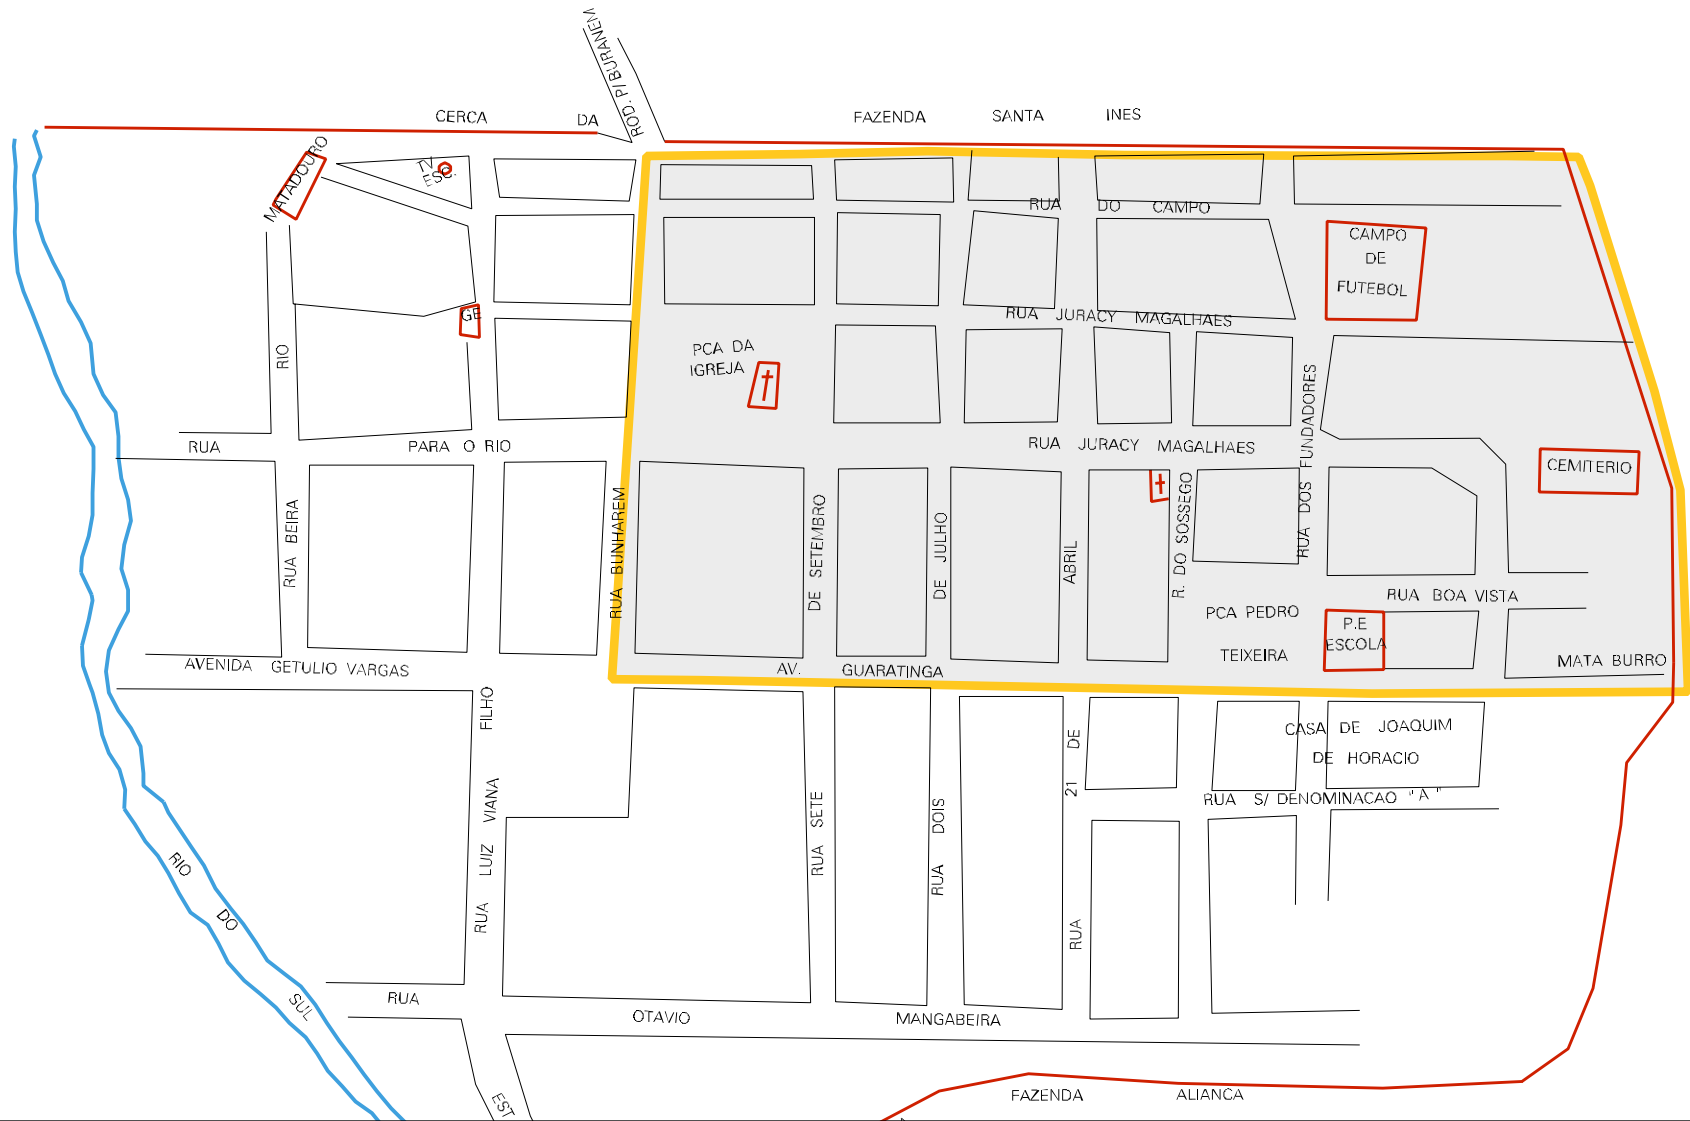 ROD. P/BURANEM
CERCA DA FAZENDA SANTA INES
MATADOURO
TV
ESC.
RUA DO CAMPO
CAMPO
DE
FUTEBOL
GE
RUA JURACY MAGALHAES
RIO
PCA DA
IGREJA
RUA PARA O RIO
RUA JURACY MAGALHAES
RUA DOS FUNDADORES
CEMITERIO
RUA BEIRA
RUA BUNHAREM
DE SETEMBRO
DE JULHO
ABRIL
R. DO SOSSEGO
RUA BOA VISTA
PCA PEDRO
TEIXEIRA
P.E
ESCOLA
MATA BURRO
AVENIDA GETULIO VARGAS
AV. GUARATINGA
RUA LUIZ VIANA FILHO
RUA SETE
RUA DOIS
RUA 21 DE
CASA DE JOAQUIM
DE HORACIO
RUA S/ DENOMINACAO "A"
RIO DO SUL
RUA OTAVIO MANGABEIRA
EST
FAZENDA ALIANCA